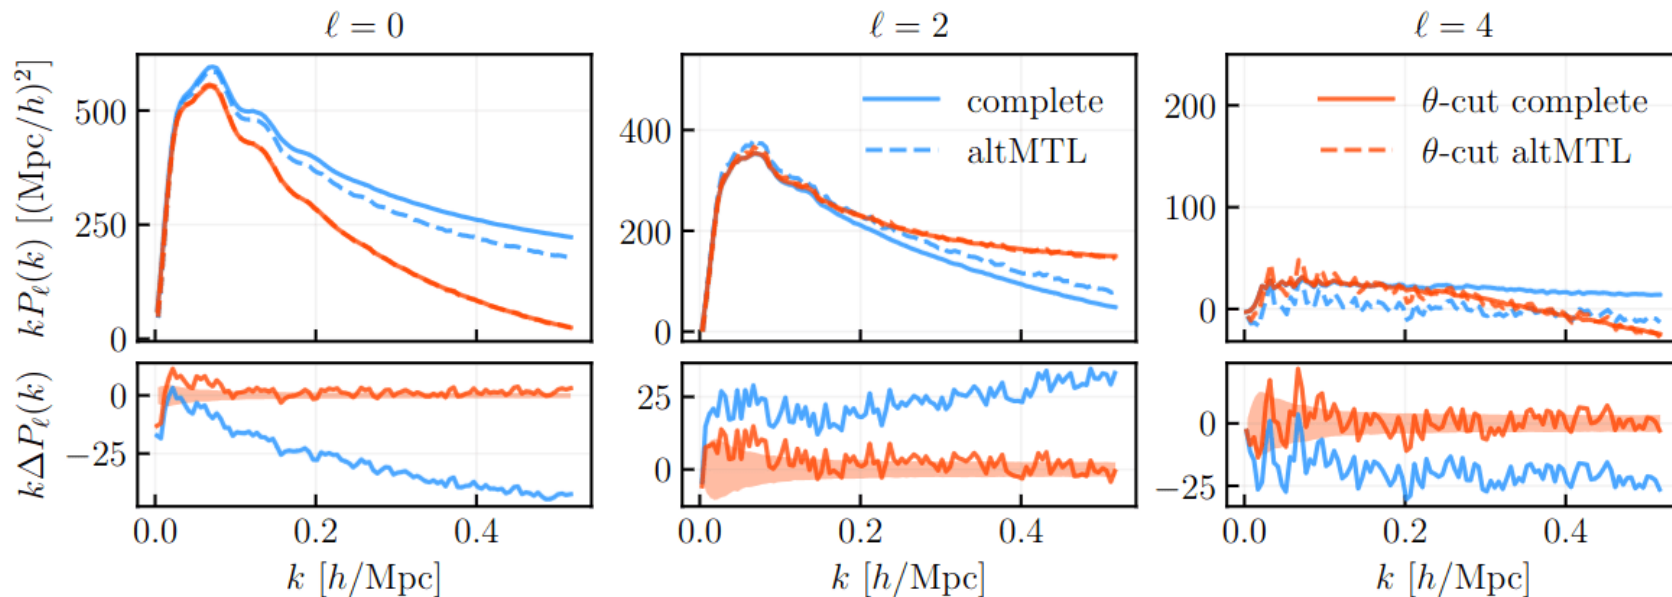 ℓ = 0
ℓ = 2
ℓ = 4
kPℓ(k) [(Mpc/h)²]
500
250
0
400
200
0
complete
altMTL
200
100
0
θ-cut complete
θ-cut altMTL
kΔPℓ(k)
0
−25
25
0
0
−25
0.0 0.2 0.4
0.0 0.2 0.4
0.0 0.2 0.4
k [h/Mpc]
k [h/Mpc]
k [h/Mpc]